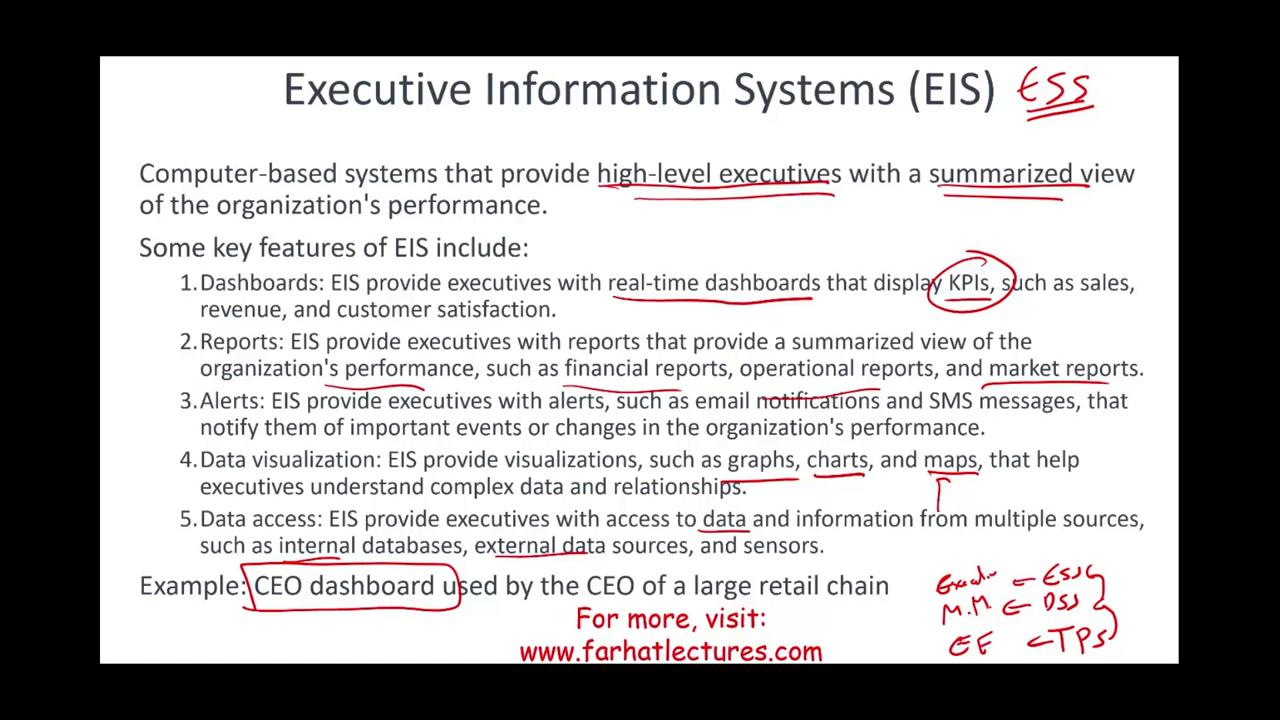 Executive Information Systems (EIS) ESS
Computer-based systems that provide high-level executives with a summarized view
of the organization's performance.
Some key features of EIS include:
1. Dashboards: EIS provide executives with real-time dashboards that display KPIs, such as sales,
revenue, and customer satisfaction.
2. Reports: EIS provide executives with reports that provide a summarized view of the
organization's performance, such as financial reports, operational reports, and market reports.
3. Alerts: EIS provide executives with alerts, such as email notifications and SMS messages, that
notify them of important events or changes in the organization's performance.
4. Data visualization: EIS provide visualizations, such as graphs, charts, and maps, that help
executives understand complex data and relationships.
5. Data access: EIS provide executives with access to data and information from multiple sources,
such as internal databases, external data sources, and sensors.
Example: CEO dashboard used by the CEO of a large retail chain
ESS
M.M. DSS
TPS
For more, visit:
www.farhatlectures.com